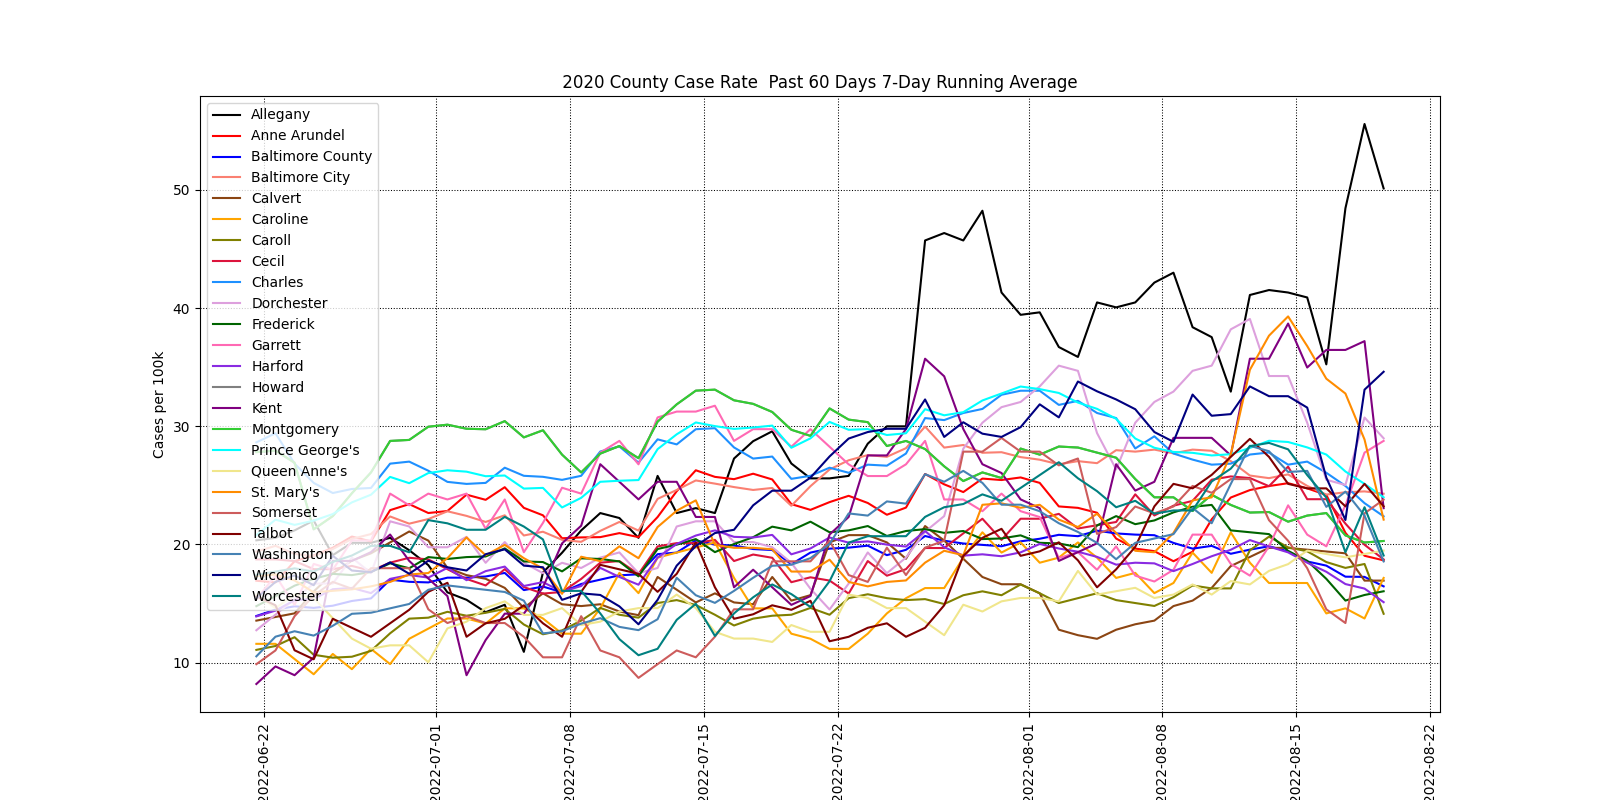 2020 County Case Rate  Past 60 Days 7-Day Running Average
Cases per 100k
50
40
30
20
10
Allegany
Anne Arundel
Baltimore County
Baltimore City
Calvert
Caroline
Caroll
Cecil
Charles
Dorchester
Frederick
Garrett
Harford
Howard
Kent
Montgomery
Prince George's
Queen Anne's
St. Mary's
Somerset
Talbot
Washington
Wicomico
Worcester
2022-06-22
2022-07-01
2022-07-08
2022-07-15
2022-07-22
2022-08-01
2022-08-08
2022-08-15
2022-08-22